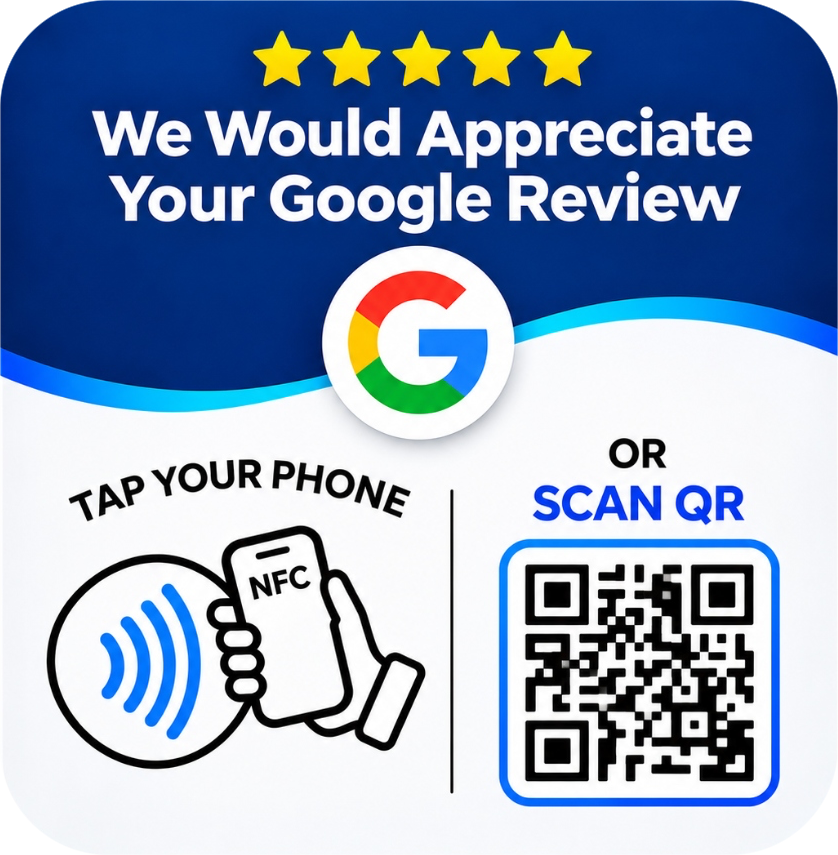 We Would Appreciate
Your Google Review
G
TAP YOUR PHONE
NFC
OR
SCAN QR